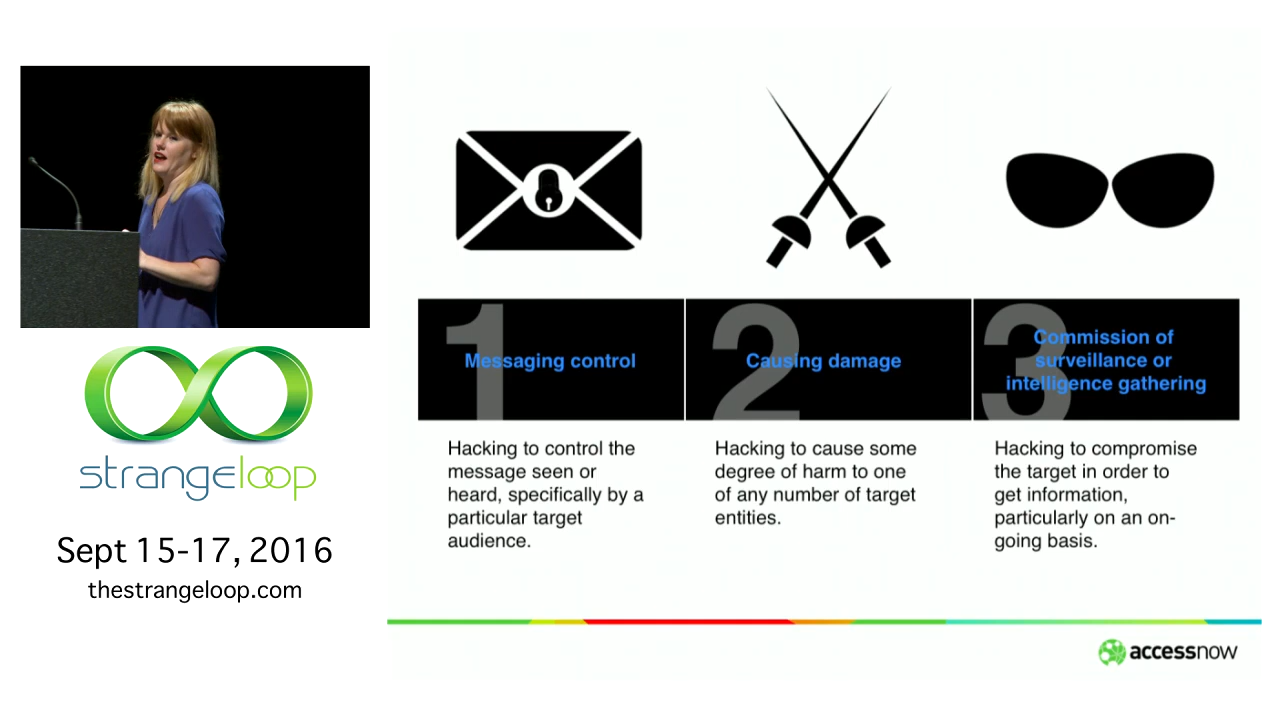 strangeloop
Sept 15-17, 2016
thestrangeloop.com
1
Messaging control
Hacking to control the
message seen or
heard, specifically by a
particular target
audience.
2
Causing damage
Hacking to cause some
degree of harm to one
of any number of target
entities.
3
Commission of
surveillance or
intelligence gathering
Hacking to compromise
the target in order to
get information,
particularly on an on-
going basis.
accessnow